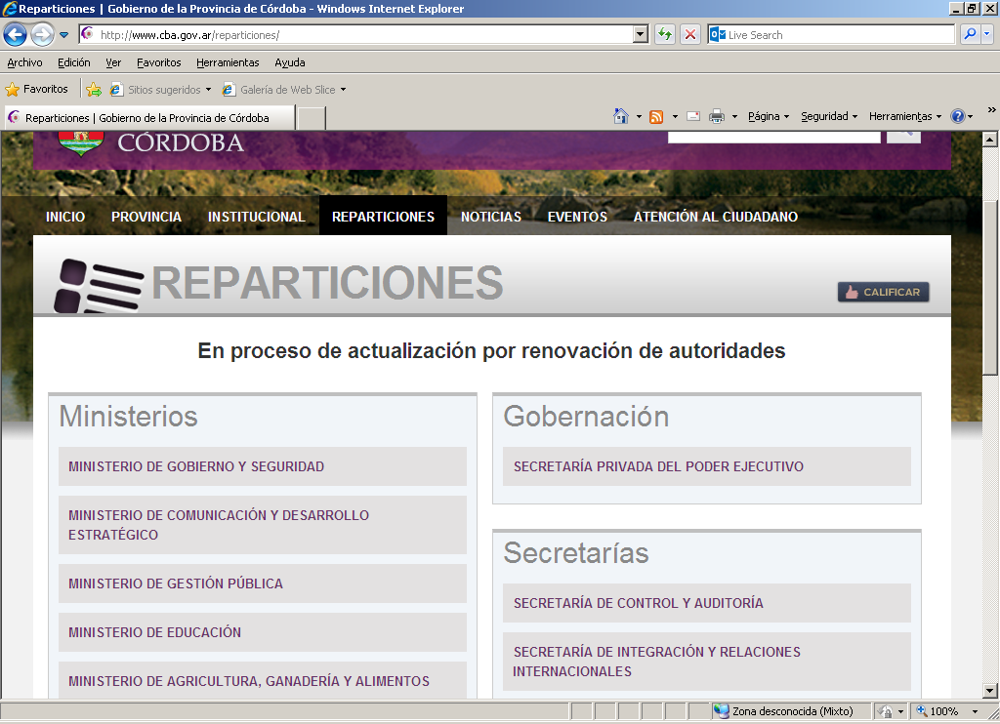 Reparticiones | Gobierno de la Provincia de Córdoba - Windows Internet Explorer
http://www.cba.gov.ar/reparticiones/
Live Search
Archivo Edición Ver Favoritos Herramientas Ayuda
Favoritos Sitios sugeridos Galería de Web Slice
Reparticiones | Gobierno de la Provincia de Córdoba
Página Seguridad Herramientas »
CÓRDOBA
INICIO PROVINCIA INSTITUCIONAL REPARTICIONES NOTICIAS EVENTOS ATENCIÓN AL CIUDADANO
REPARTICIONES
CALIFICAR
En proceso de actualización por renovación de autoridades
Ministerios
MINISTERIO DE GOBIERNO Y SEGURIDAD
MINISTERIO DE COMUNICACIÓN Y DESARROLLO
ESTRATÉGICO
MINISTERIO DE GESTIÓN PÚBLICA
MINISTERIO DE EDUCACIÓN
MINISTERIO DE AGRICULTURA, GANADERÍA Y ALIMENTOS
Gobernación
SECRETARÍA PRIVADA DEL PODER EJECUTIVO
Secretarías
SECRETARÍA DE CONTROL Y AUDITORÍA
SECRETARÍA DE INTEGRACIÓN Y RELACIONES
INTERNACIONALES
Zona desconocida (Mixto) 100%